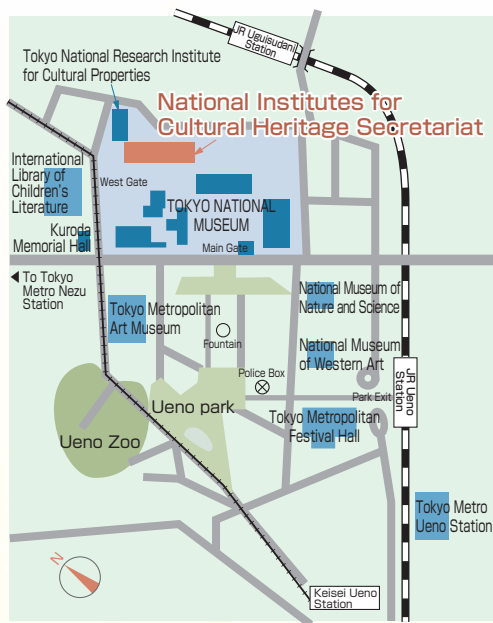 JR Uguisudani
Station
Tokyo National Research Institute
for Cultural Properties
National Institutes for
Cultural Heritage Secretariat
International
Library of
Children's
Literature
West Gate
TOKYO NATIONAL
MUSEUM
Kuroda
Memorial Hall
Main Gate
To Tokyo
Metro Nezu
Station
Tokyo Metropolitan
Art Museum
National Museum of
Nature and Science
Fountain
National Museum
of Western Art
Police Box
JR Ueno
Station
Park Exit
Ueno park
Tokyo Metropolitan
Festival Hall
Ueno Zoo
Tokyo Metro
Ueno Station
N
Keisei Ueno
Station